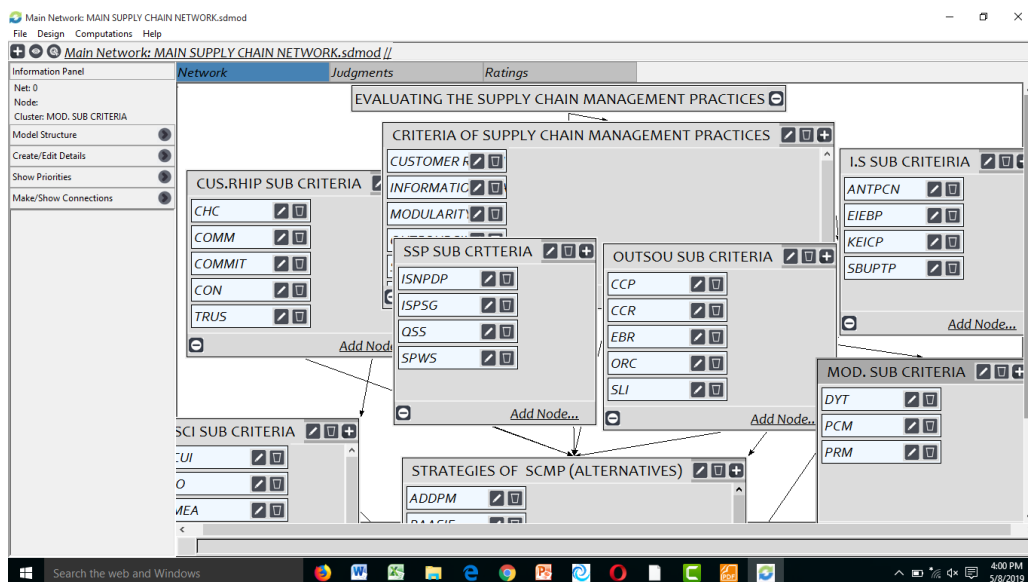 Main Network: MAIN SUPPLY CHAIN NETWORK.sdmod
File Design Computations Help
Main Network: MAIN SUPPLY CHAIN NETWORK.sdmod //
Information Panel
Net: 0
Node:
Cluster: MOD. SUB CRITERIA
Model Structure
Create/Edit Details
Show Priorities
Make/Show Connections
Network Judgments Ratings
EVALUATING THE SUPPLY CHAIN MANAGEMENT PRACTICES
CRITERIA OF SUPPLY CHAIN MANAGEMENT PRACTICES
CUSTOMER R
INFORMATIC
MODULARITY
CUS.RHIP SUB CRITERIA
CHC
COMM
COMMIT
CON
TRUS
Add Node
SSP SUB CRTTERIA
ISNPDP
ISPSG
QSS
SPWS
Add Node...
OUTSOU SUB CRITERIA
CCP
CCR
EBR
ORC
SLI
Add Node..
I.S SUB CRITEIRIA
ANTPCN
EIEBP
KEICP
SBUPTP
Add Node...
MOD. SUB CRITERIA
DYT
PCM
PRM
SCI SUB CRITERIA
CUI
O
MEA
STRATEGIES OF SCMP (ALTERNATIVES)
ADDPM
Search the web and Windows
4:00 PM
5/8/2019